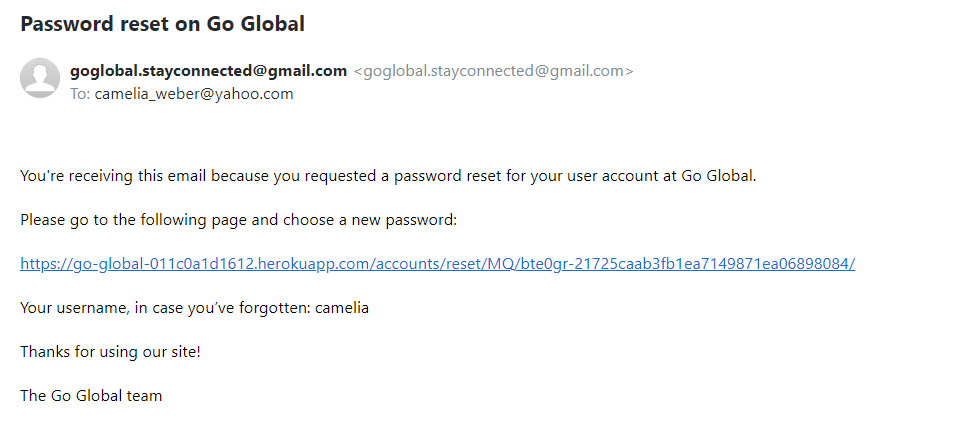 Password reset on Go Global
goglobal.stayconnected@gmail.com <goglobal.stayconnected@gmail.com>
To: camelia_weber@yahoo.com
You're receiving this email because you requested a password reset for your user account at Go Global.
Please go to the following page and choose a new password:
https://go-global-011c0a1d1612.herokuapp.com/accounts/reset/MQ/bte0gr-21725caab3fb1ea7149871ea06898084/
Your username, in case you’ve forgotten: camelia
Thanks for using our site!
The Go Global team